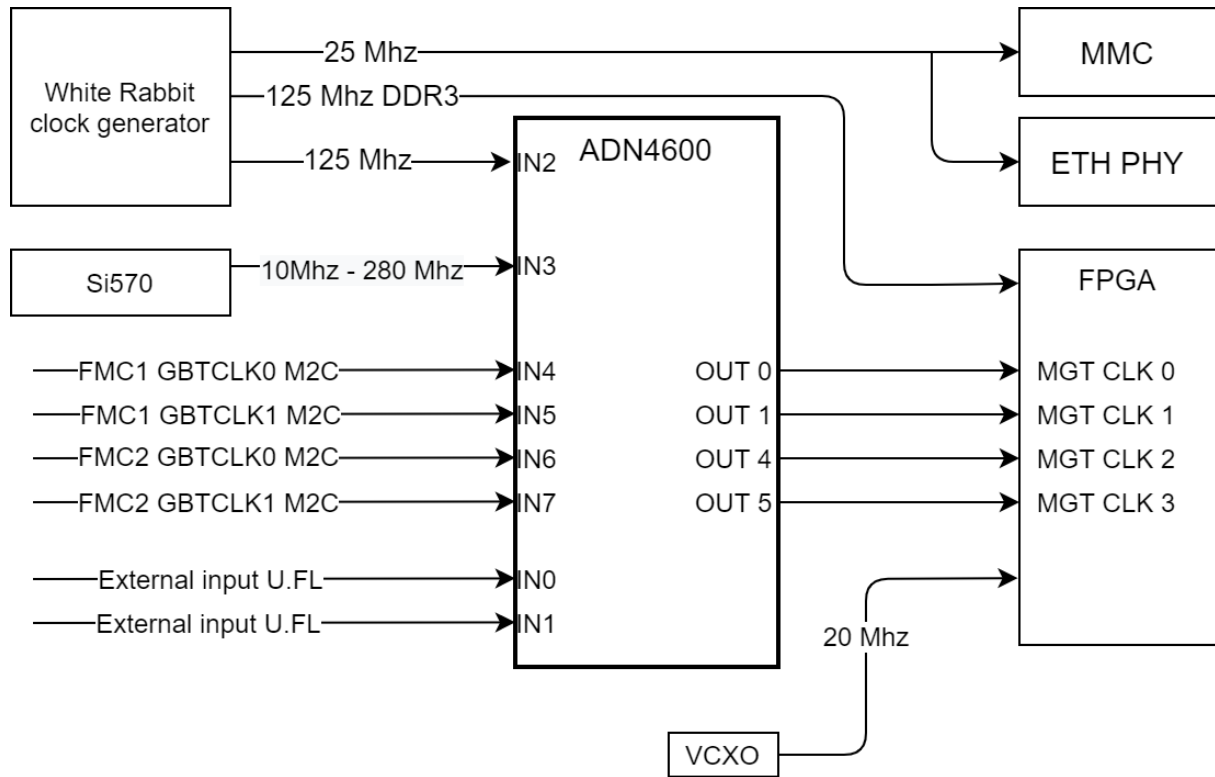 25 Mhz
MMC
White Rabbit
clock generator
125 Mhz DDR3
ADN4600
125 Mhz
IN2
ETH PHY
Si570
10Mhz - 280 Mhz
IN3
FPGA
FMC1 GBTCLK0 M2C
IN4
OUT 0
MGT CLK 0
FMC1 GBTCLK1 M2C
IN5
OUT 1
MGT CLK 1
FMC2 GBTCLK0 M2C
IN6
OUT 4
MGT CLK 2
FMC2 GBTCLK1 M2C
IN7
OUT 5
MGT CLK 3
External input U.FL
IN0
External input U.FL
IN1
20 Mhz
VCXO